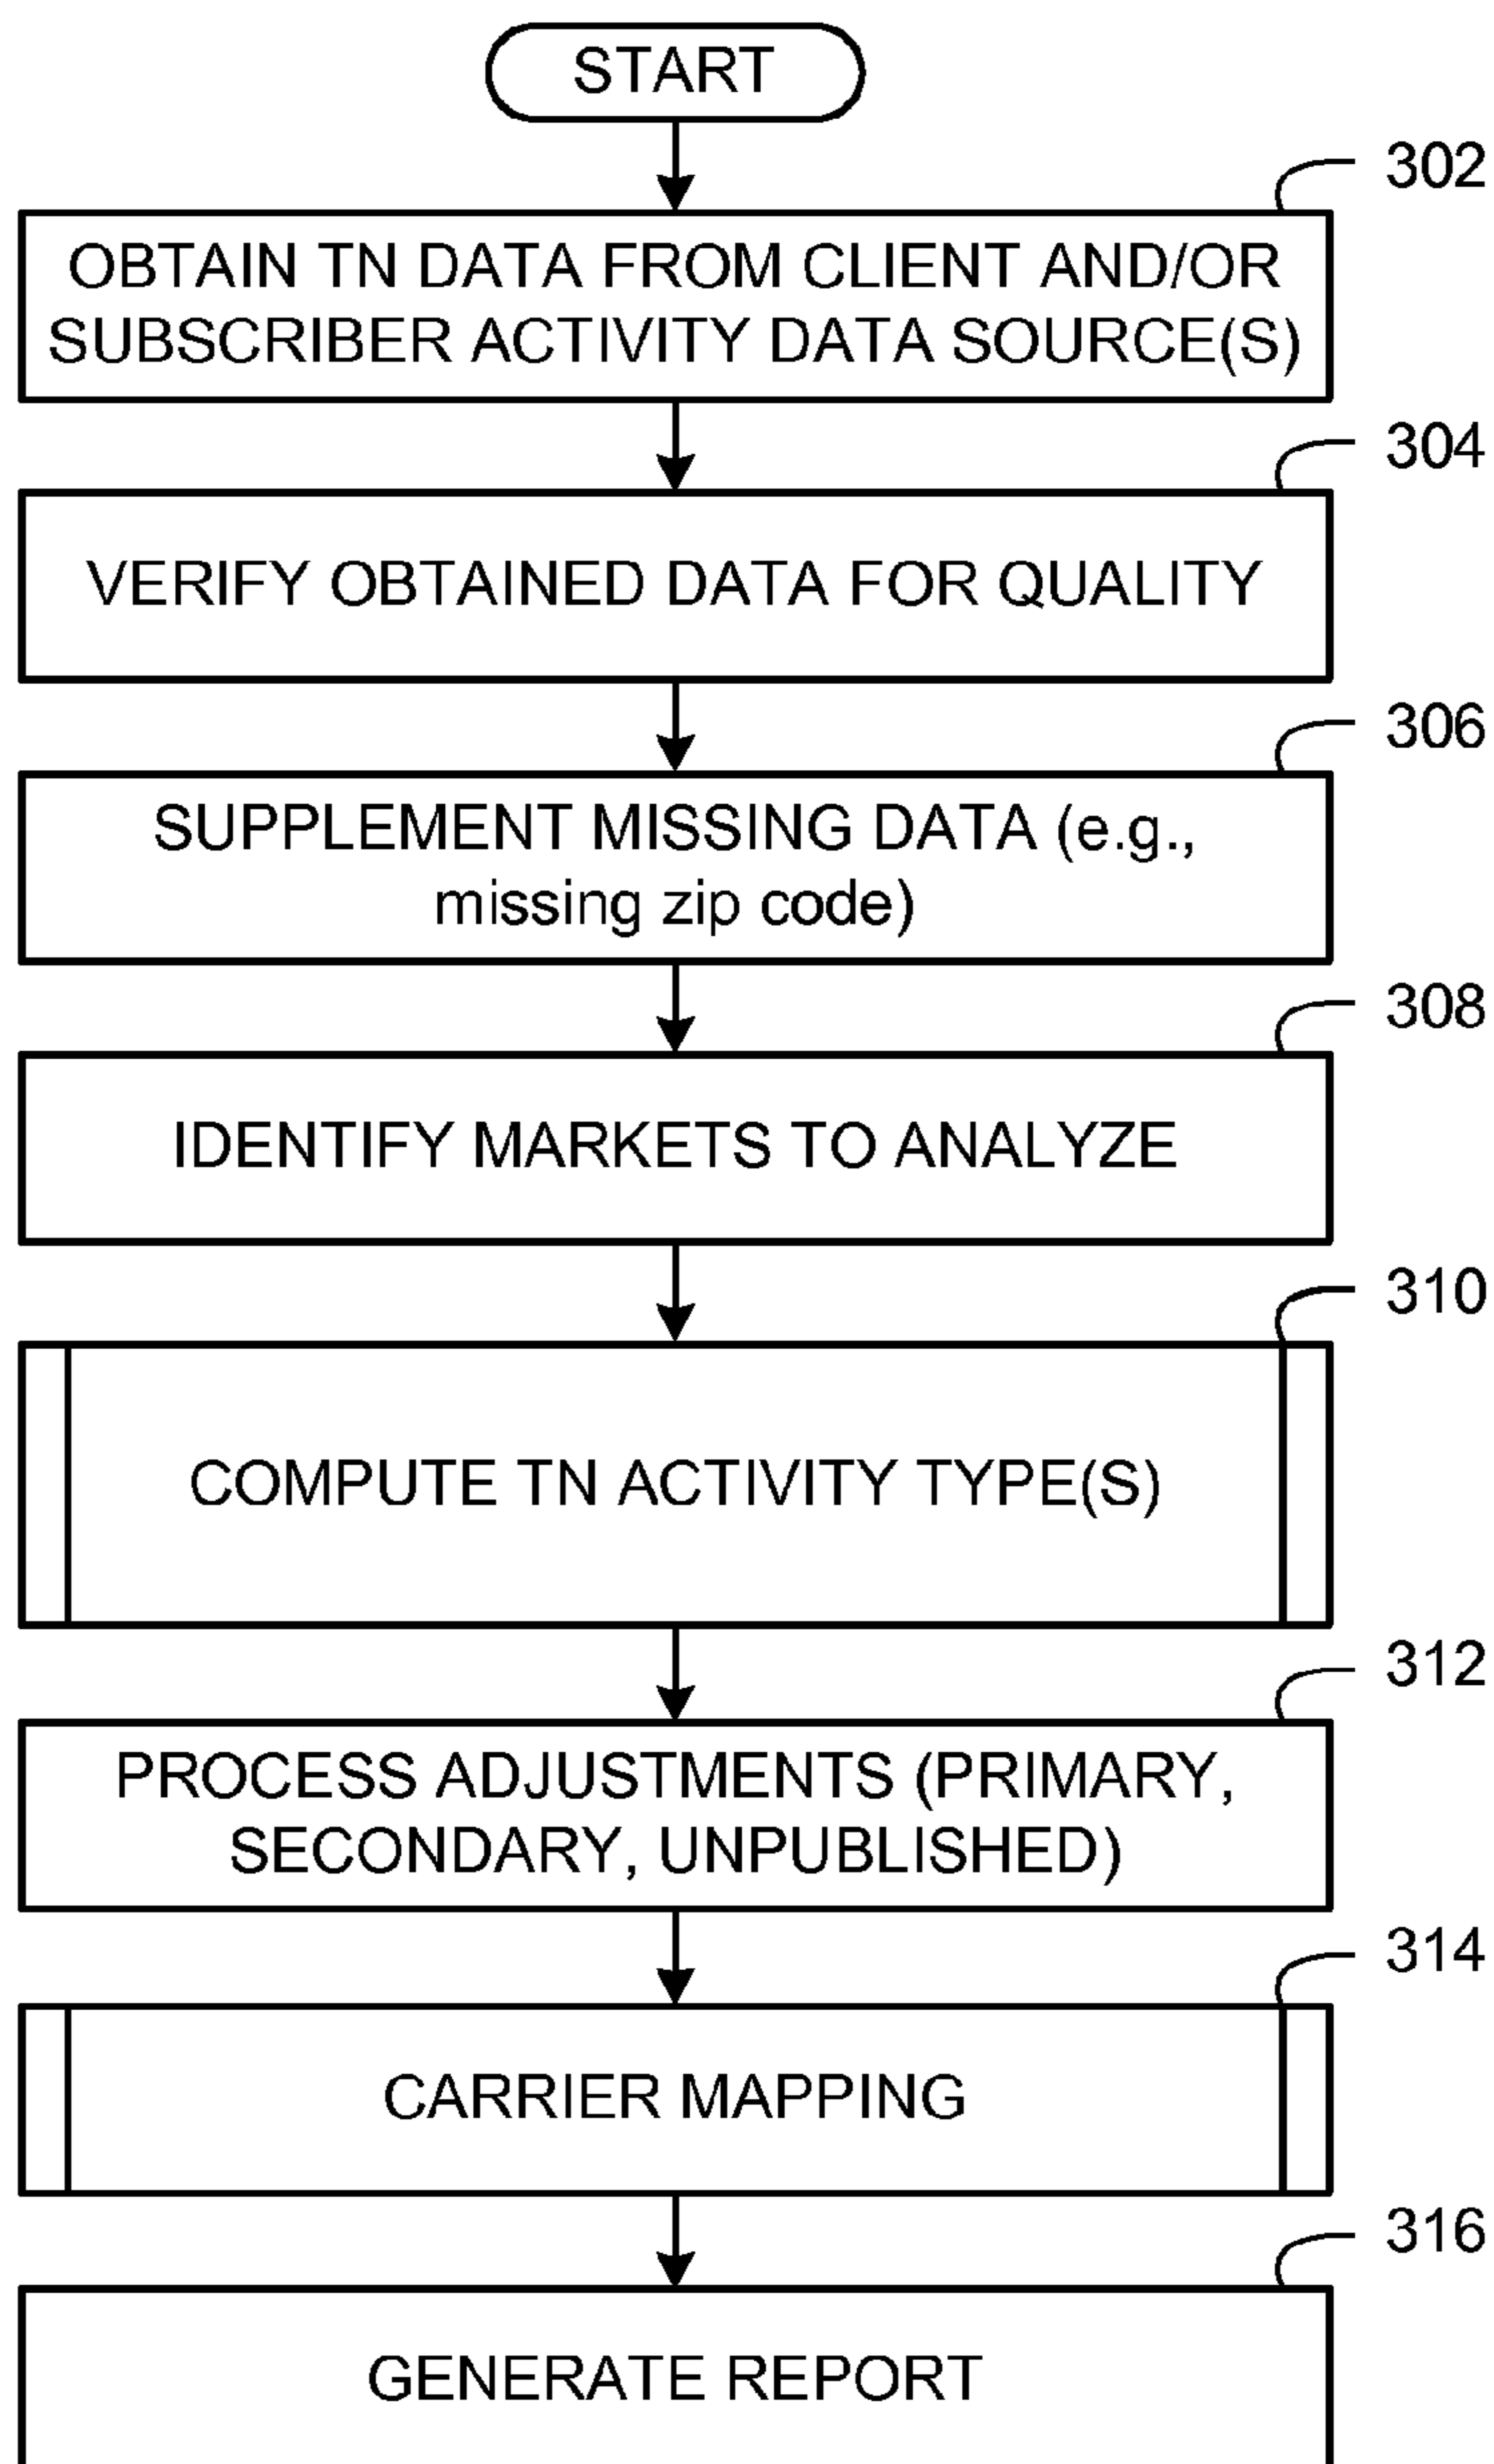 START
302
OBTAIN TN DATA FROM CLIENT AND/OR
SUBSCRIBER ACTIVITY DATA SOURCE(S)
304
VERIFY OBTAINED DATA FOR QUALITY
306
SUPPLEMENT MISSING DATA (e.g.,
missing zip code)
308
IDENTIFY MARKETS TO ANALYZE
310
COMPUTE TN ACTIVITY TYPE(S)
312
PROCESS ADJUSTMENTS (PRIMARY,
SECONDARY, UNPUBLISHED)
314
CARRIER MAPPING
316
GENERATE REPORT